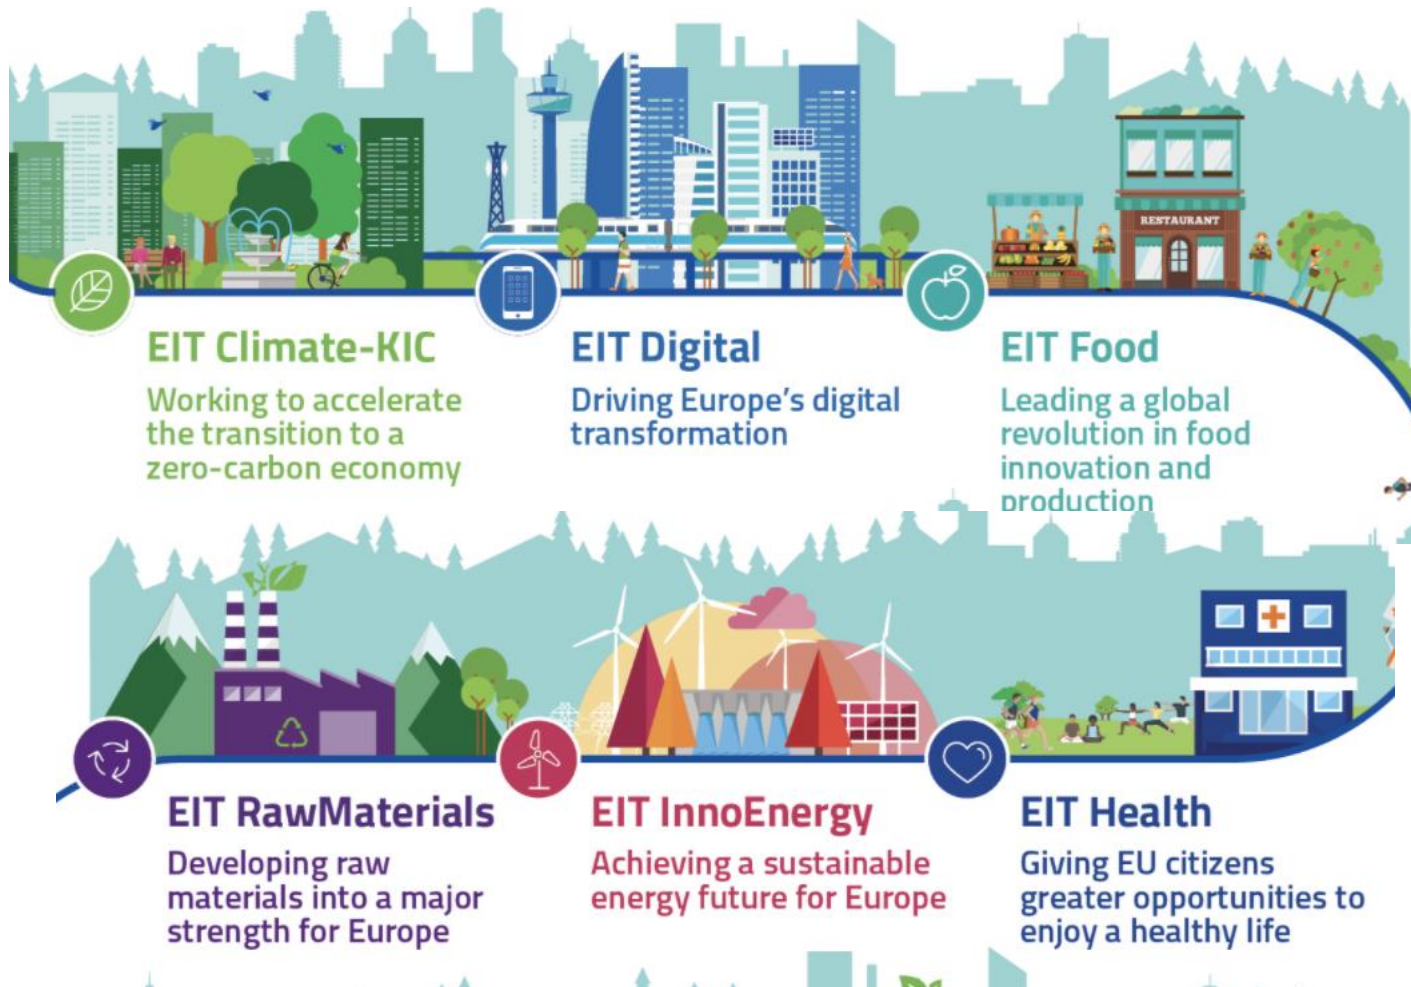 RESTAURANT
EIT Climate-KIC
Working to accelerate
the transition to a
zero-carbon economy
EIT Digital
Driving Europe's digital
transformation
EIT Food
Leading a global
revolution in food
innovation and
production
EIT RawMaterials
Developing raw
materials into a major
strength for Europe
EIT InnoEnergy
Achieving a sustainable
energy future for Europe
EIT Health
Giving EU citizens
greater opportunities to
enjoy a healthy life